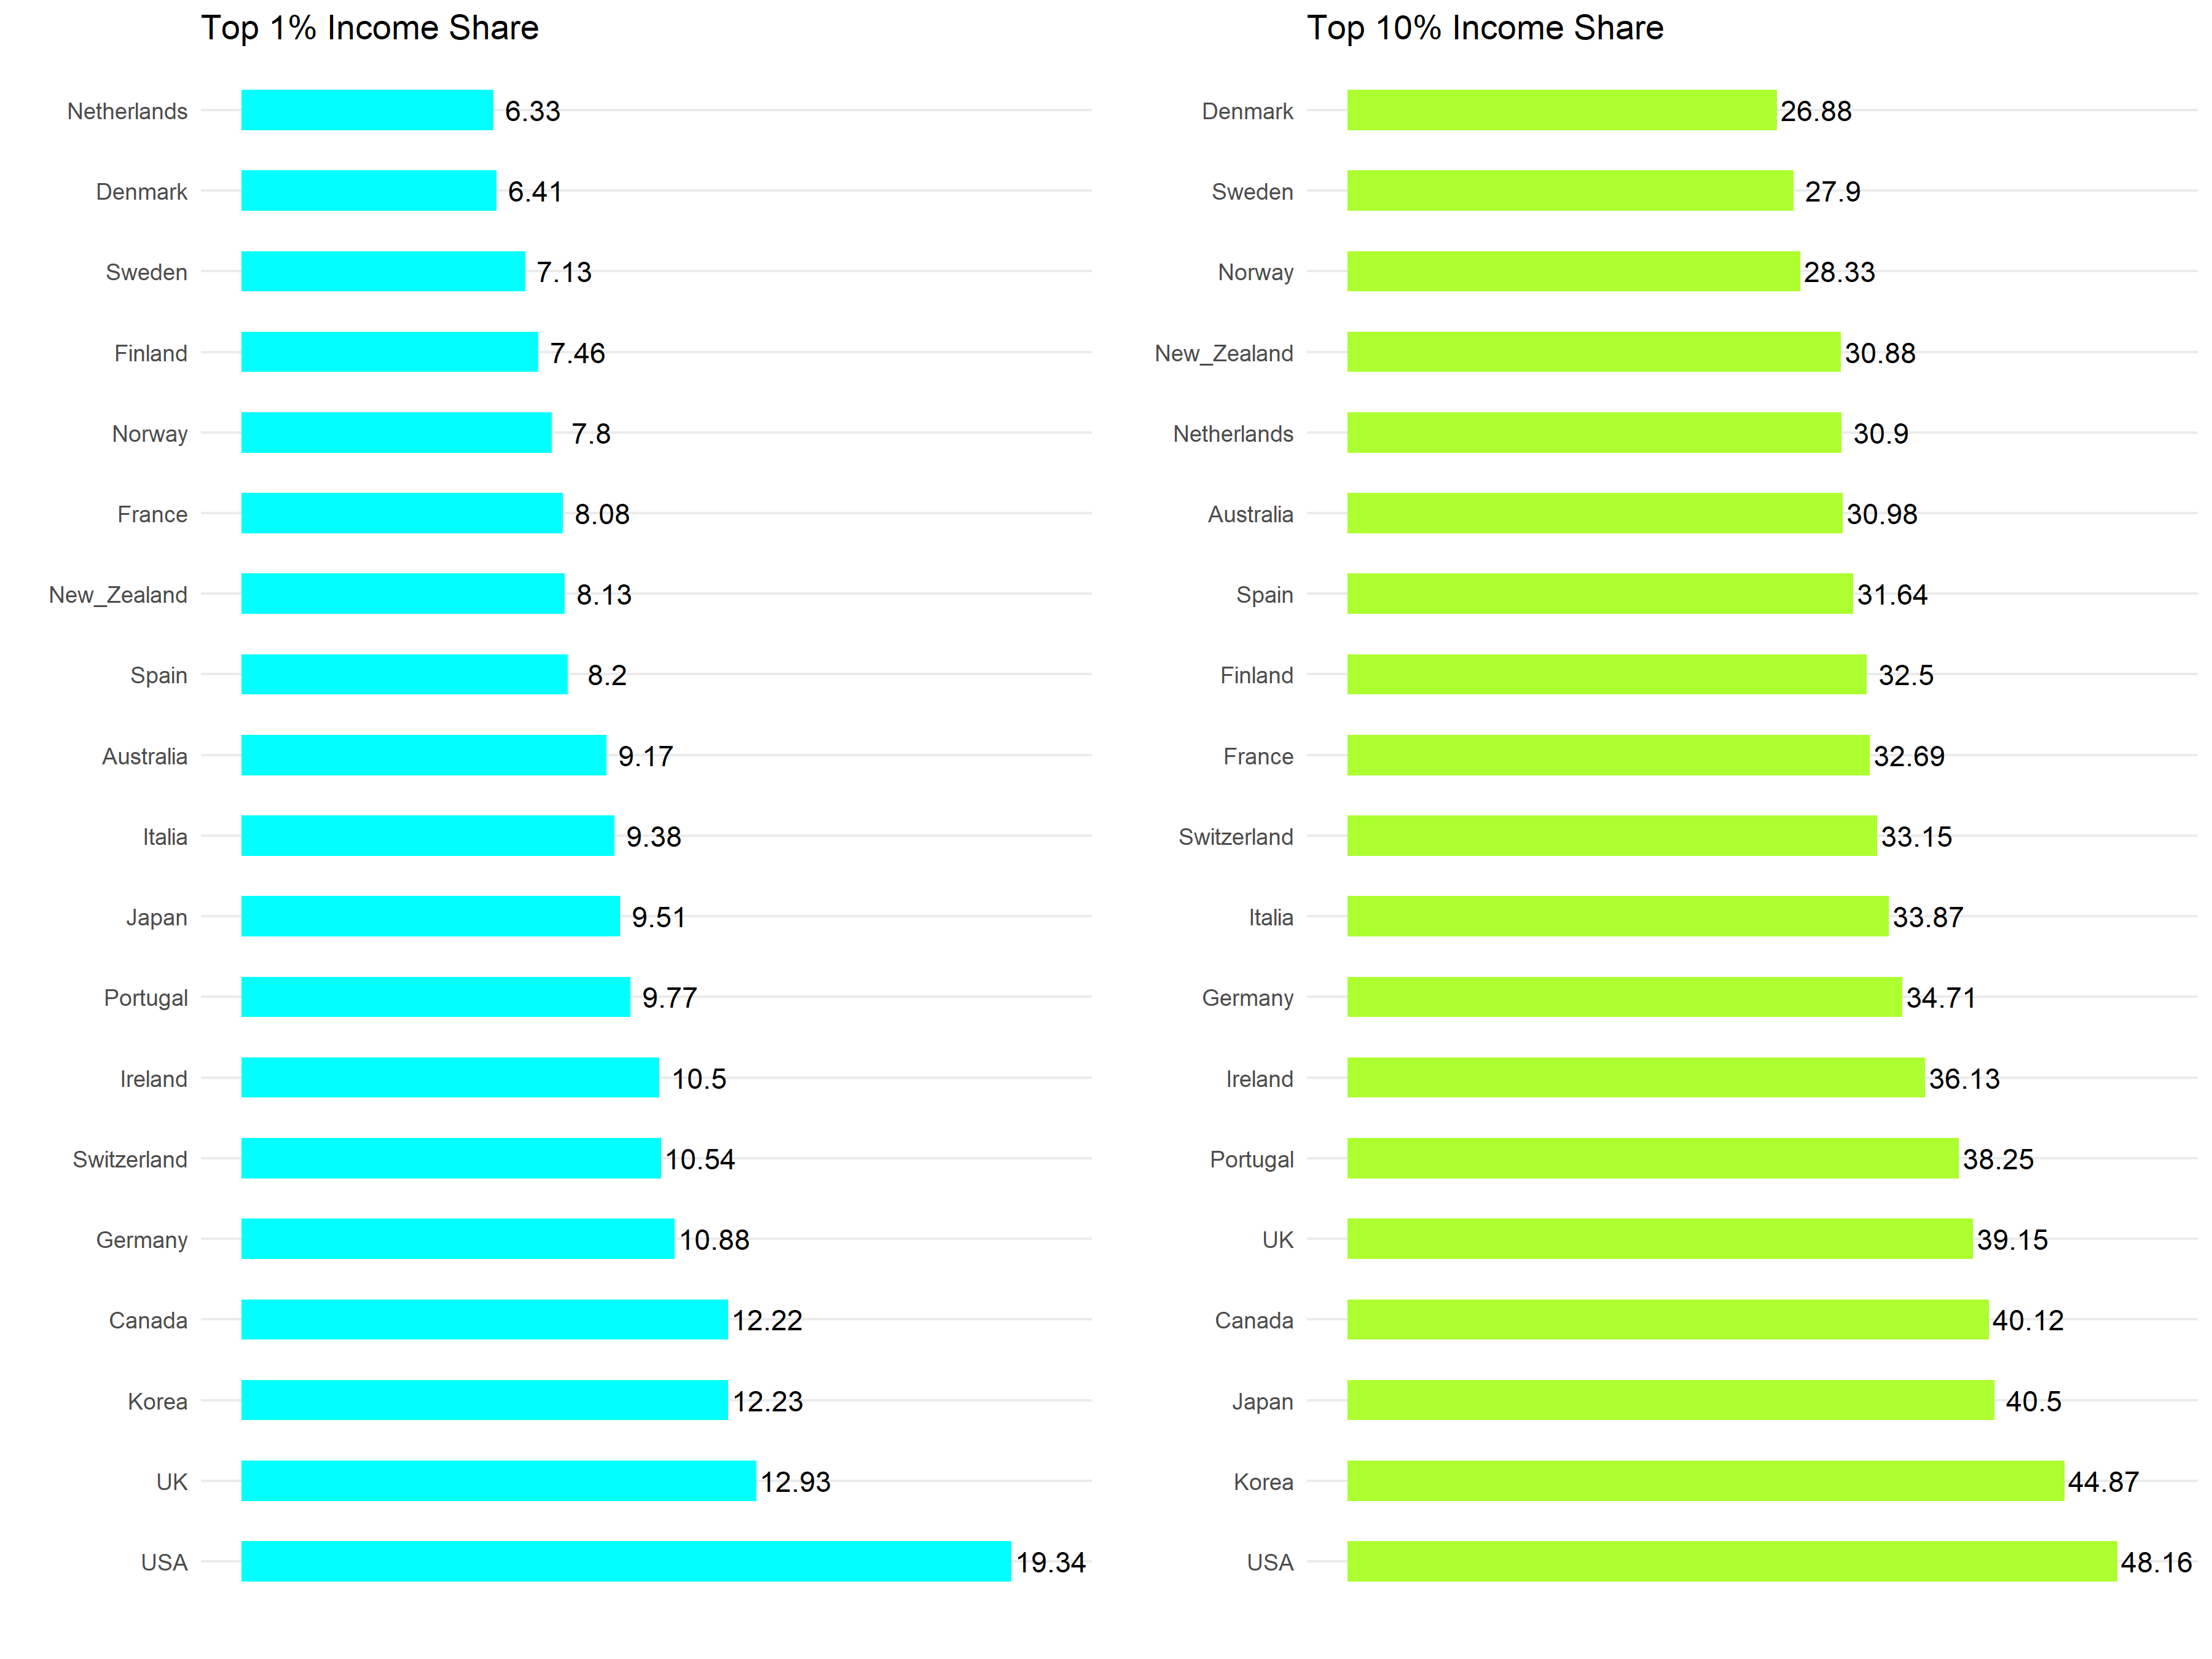 Top 1% Income Share
Netherlands 6.33
Denmark 6.41
Sweden 7.13
Finland 7.46
Norway 7.8
France 8.08
New_Zealand 8.13
Spain 8.2
Australia 9.17
Italia 9.38
Japan 9.51
Portugal 9.77
Ireland 10.5
Switzerland 10.54
Germany 10.88
Canada 12.22
Korea 12.23
UK 12.93
USA 19.34
Top 10% Income Share
Denmark 26.88
Sweden 27.9
Norway 28.33
New_Zealand 30.88
Netherlands 30.9
Australia 30.98
Spain 31.64
Finland 32.5
France 32.69
Switzerland 33.15
Italia 33.87
Germany 34.71
Ireland 36.13
Portugal 38.25
UK 39.15
Canada 40.12
Japan 40.5
Korea 44.87
USA 48.16